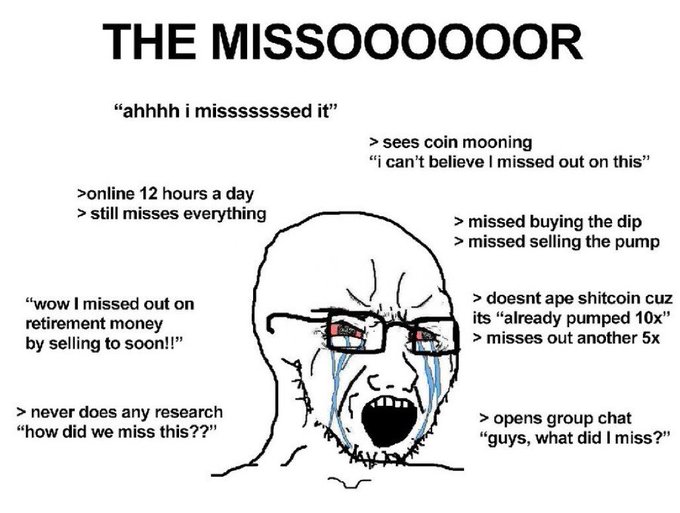 THE MISSOOOOOOR
“ahhhh i missssssssed it”
> sees coin mooning
“i can’t believe I missed out on this”
>online 12 hours a day
> still misses everything
> missed buying the dip
> missed selling the pump
“wow I missed out on
retirement money
by selling to soon!!”
> doesnt ape shitcoin cuz
its “already pumped 10x”
> misses out another 5x
> never does any research
“how did we miss this??”
> opens group chat
“guys, what did I miss?”